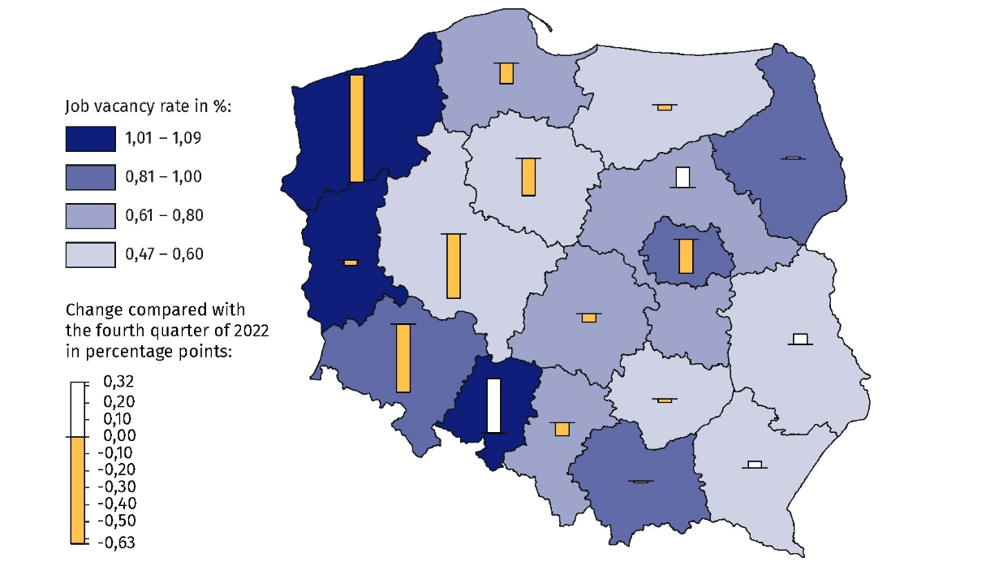 Job vacancy rate in %:
1,01 – 1,09
0,81 – 1,00
0,61 – 0,80
0,47 – 0,60
Change compared with
the fourth quarter of 2022
in percentage points:
0,32
0,20
0,10
0,00
-0,10
-0,20
-0,30
-0,40
-0,50
-0,63